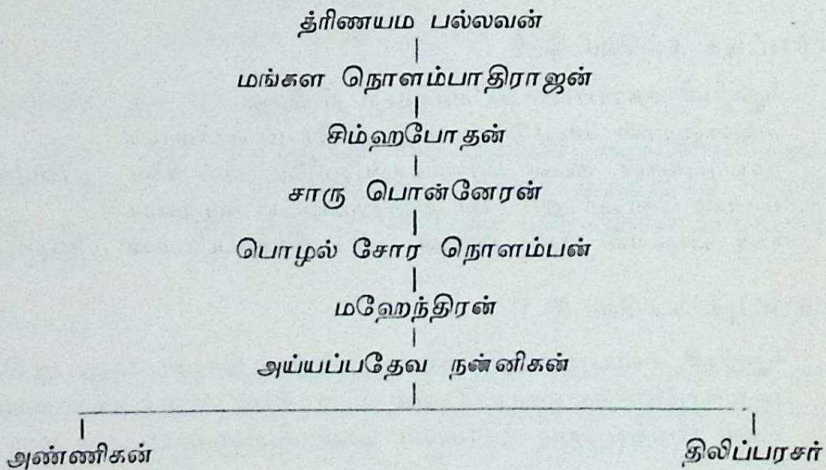 த்ரிணயம பல்லவன்
மங்கள நொளம்பாதிராஜன்
சிம்ஹபோதன்
சாரு பொன்னேரன்
பொழல் சோர நொளம்பன்
மஹேந்திரன்
அய்யப்பதேவ நன்னிகன்
அண்ணிகன் திலிப்பரசர்